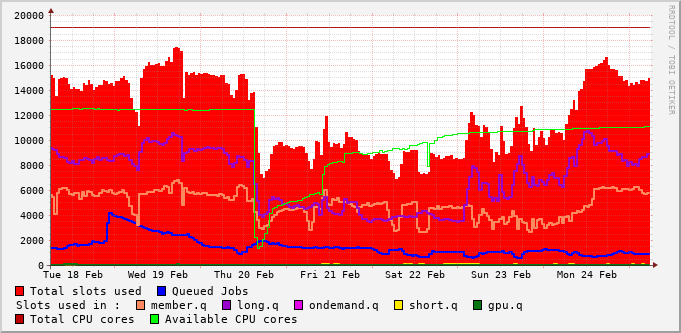 20000
18000
16000
14000
12000
10000
8000
6000
4000
2000
0
Tue 18 Feb Wed 19 Feb Thu 20 Feb Fri 21 Feb Sat 22 Feb Sun 23 Feb Mon 24 Feb
RRDTOOL / TOBI OETIKER
Total slots used Queued Jobs
Slots used in : member.q long.q ondemand.q short.q gpu.q
Total CPU cores Available CPU cores